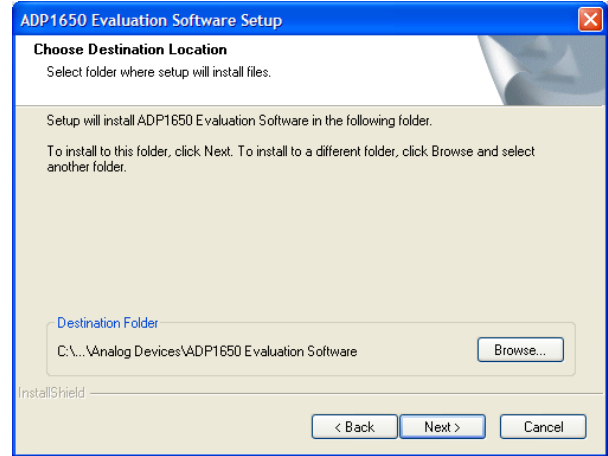 ADP1650 Evaluation Software Setup
Choose Destination Location
Select folder where setup will install files.
Setup will install ADP1650 Evaluation Software in the following folder.
To install to this folder, click Next. To install to a different folder, click Browse and select
another folder.
Destination Folder
C:\...\Analog Devices\ADP1650 Evaluation Software
Browse...
InstallShield
< Back
Next >
Cancel